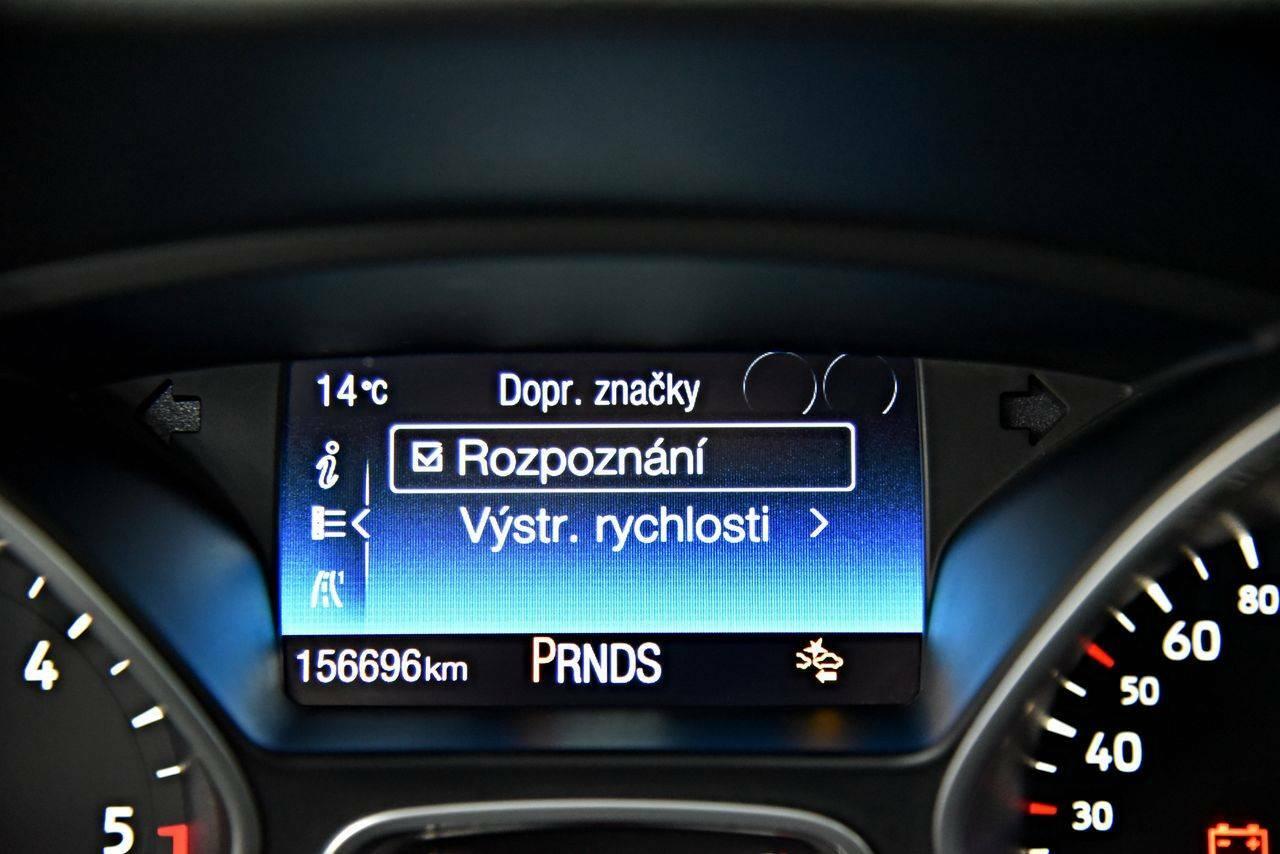 14°C
Dopr. značky
Rozpoznání
Výstr. rychlosti
156696km
PRNDS
4
5
80
60
50
40
30